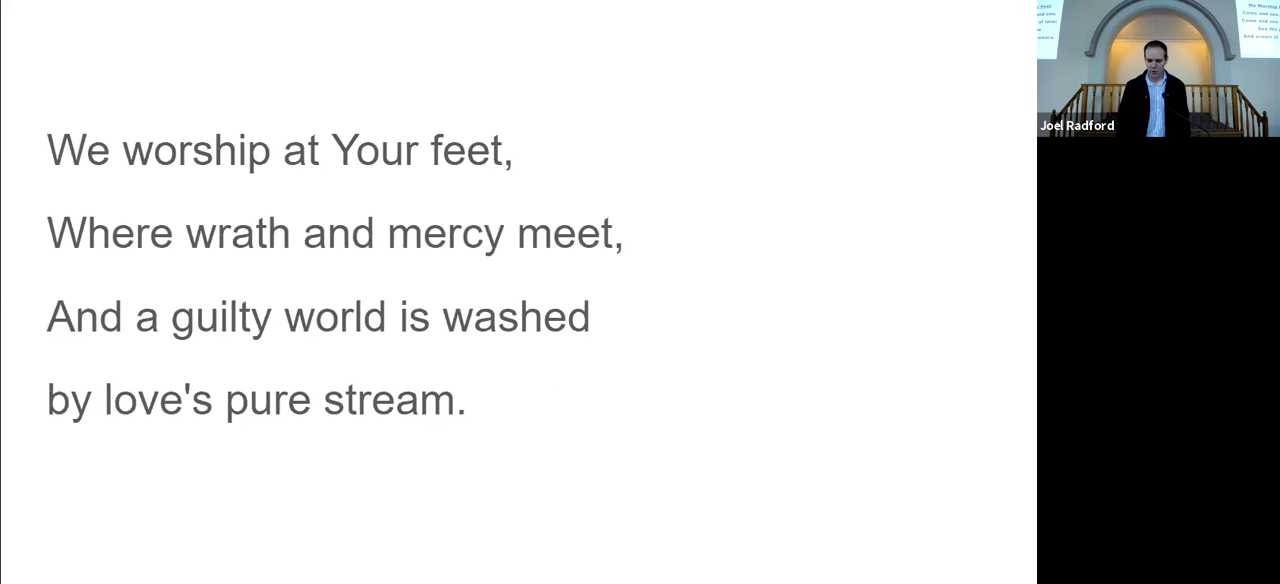 We worship at Your feet,
Where wrath and mercy meet,
And a guilty world is washed
by love's pure stream.
Joel Radford